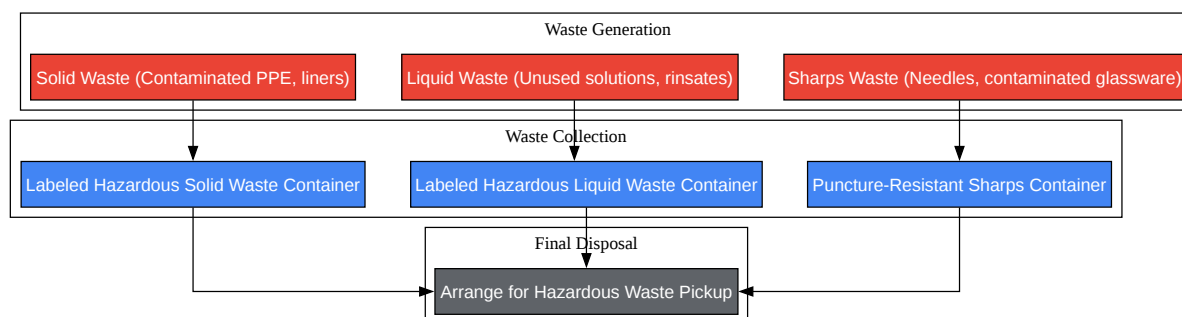 Waste Generation
Solid Waste (Contaminated PPE, liners)
Liquid Waste (Unused solutions, rinsates)
Sharps Waste (Needles, contaminated glassware)
Waste Collection
Labeled Hazardous Solid Waste Container
Labeled Hazardous Liquid Waste Container
Puncture-Resistant Sharps Container
Final Disposal
Arrange for Hazardous Waste Pickup